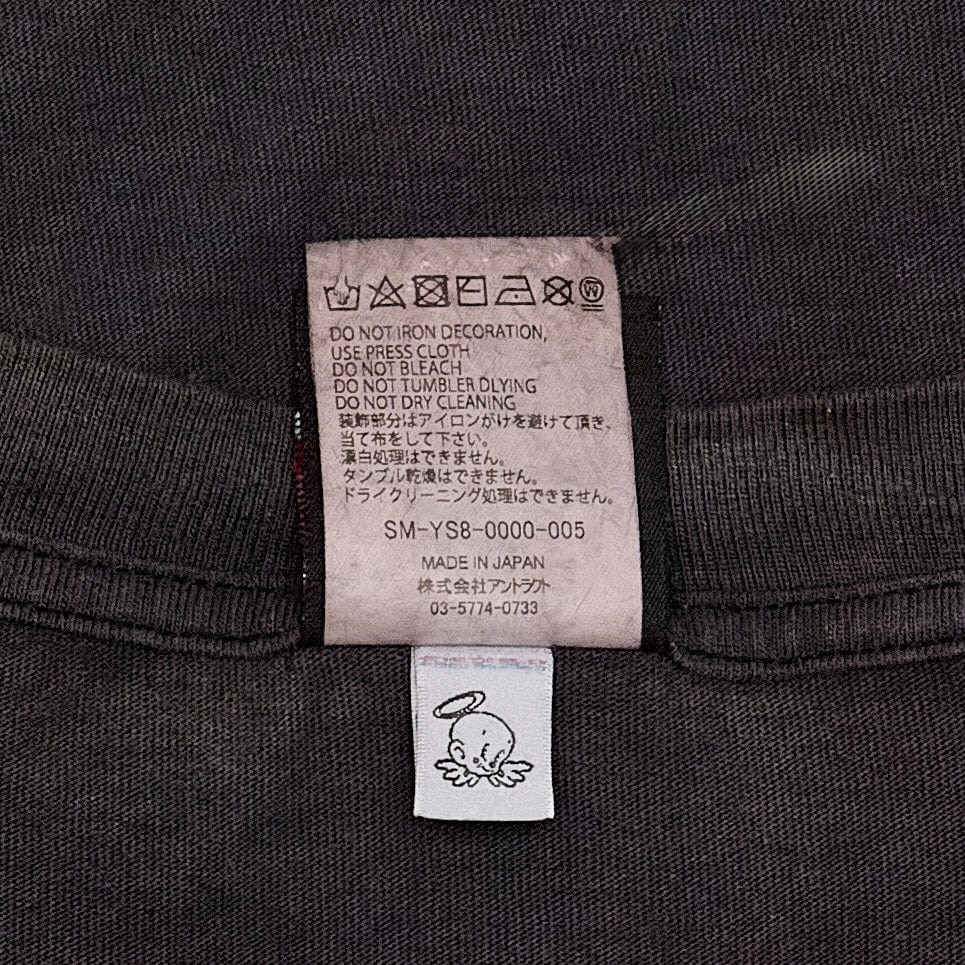 DO NOT IRON DECORATION,
USE PRESS CLOTH
DO NOT BLEACH
DO NOT TUMBLER DLYING
DO NOT DRY CLEANING
装飾部分はアイロンがけを避けて頂き、
当て布をして下さい。
漂白処理はできません。
タンブル乾燥はできません。
ドライクリーニング処理はできません。
SM-YS8-0000-005
MADE IN JAPAN
株式会社アントラクト
03-5774-0733